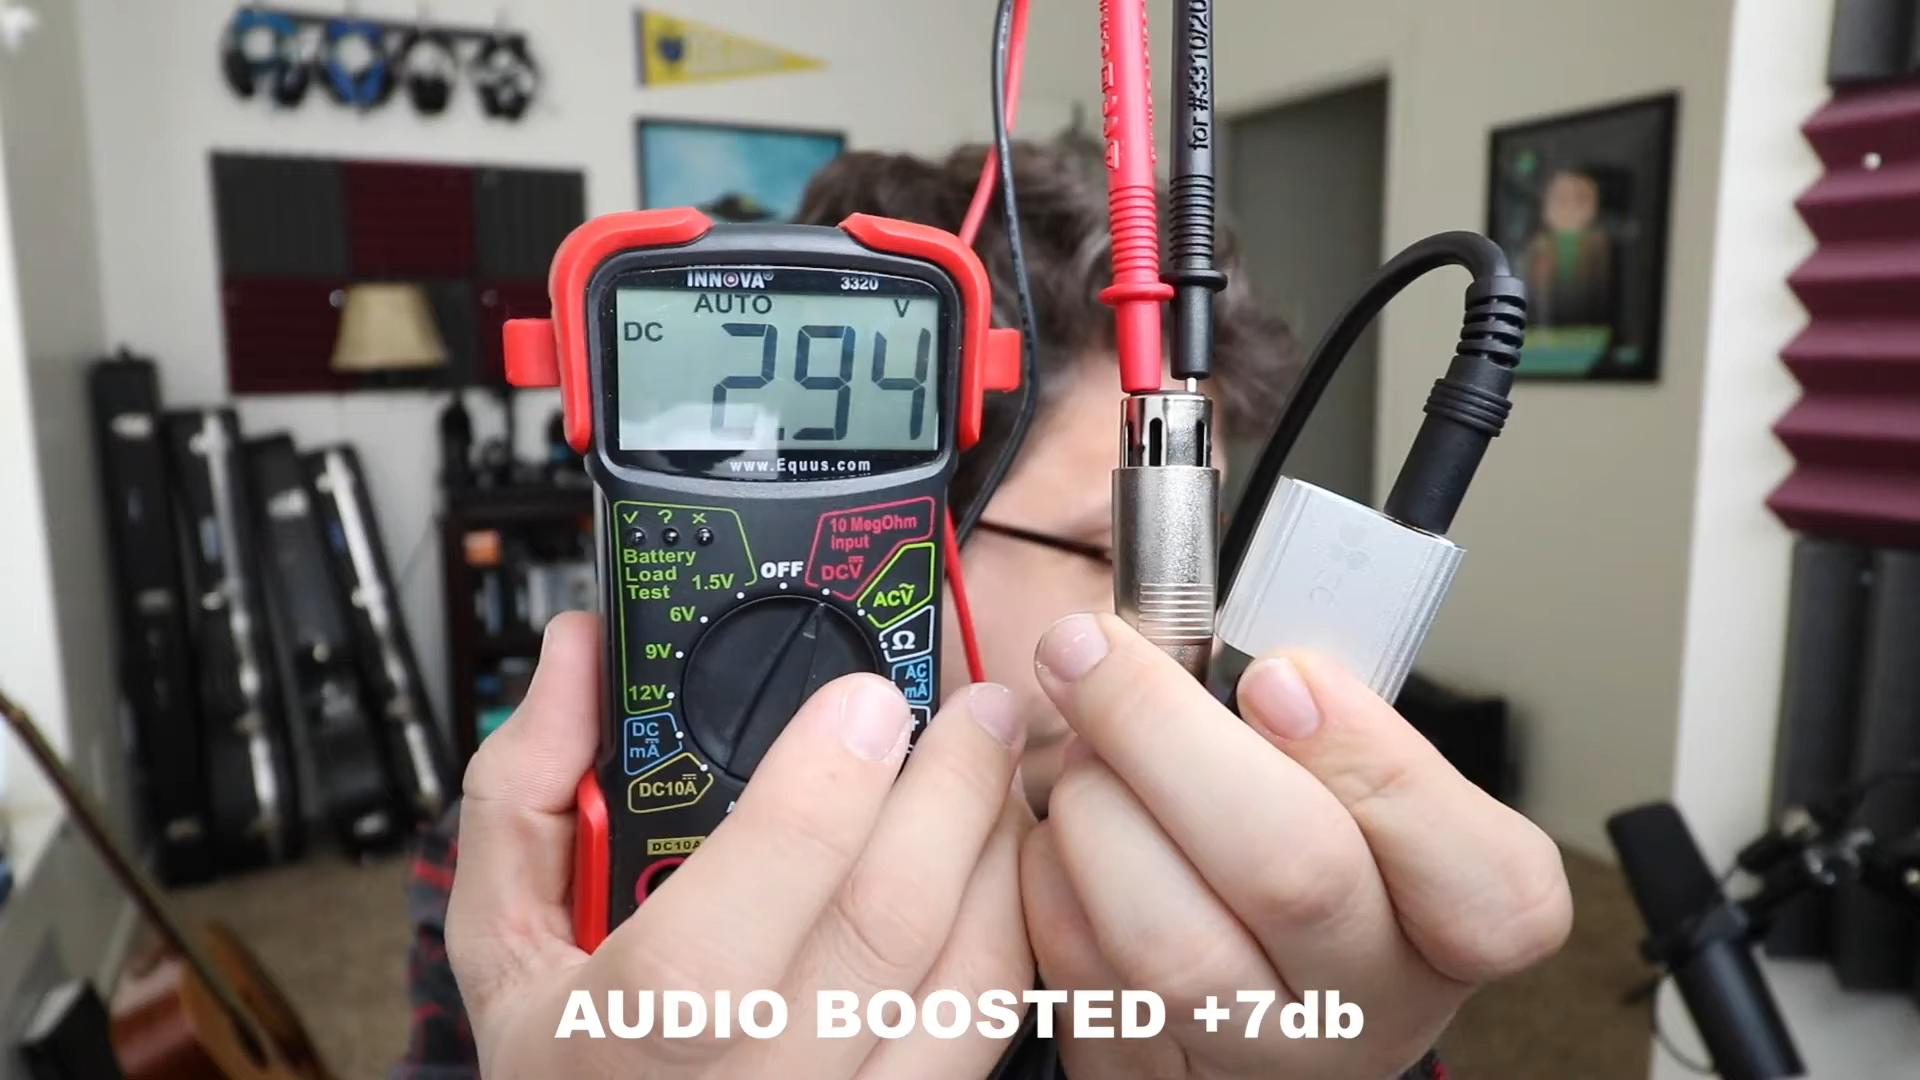 for #3310/20
INNOVA®
3320
AUTO
V
DC
2.94
www.Equus.com
✓ ? ×
Battery
Load
Test
1.5V
6V
9V
12V
DC
mA
DC10A
OFF
10 MegOhm
Input
DCV
ACV
Ω
AC
mA
DC10A
AUDIO BOOSTED +7db